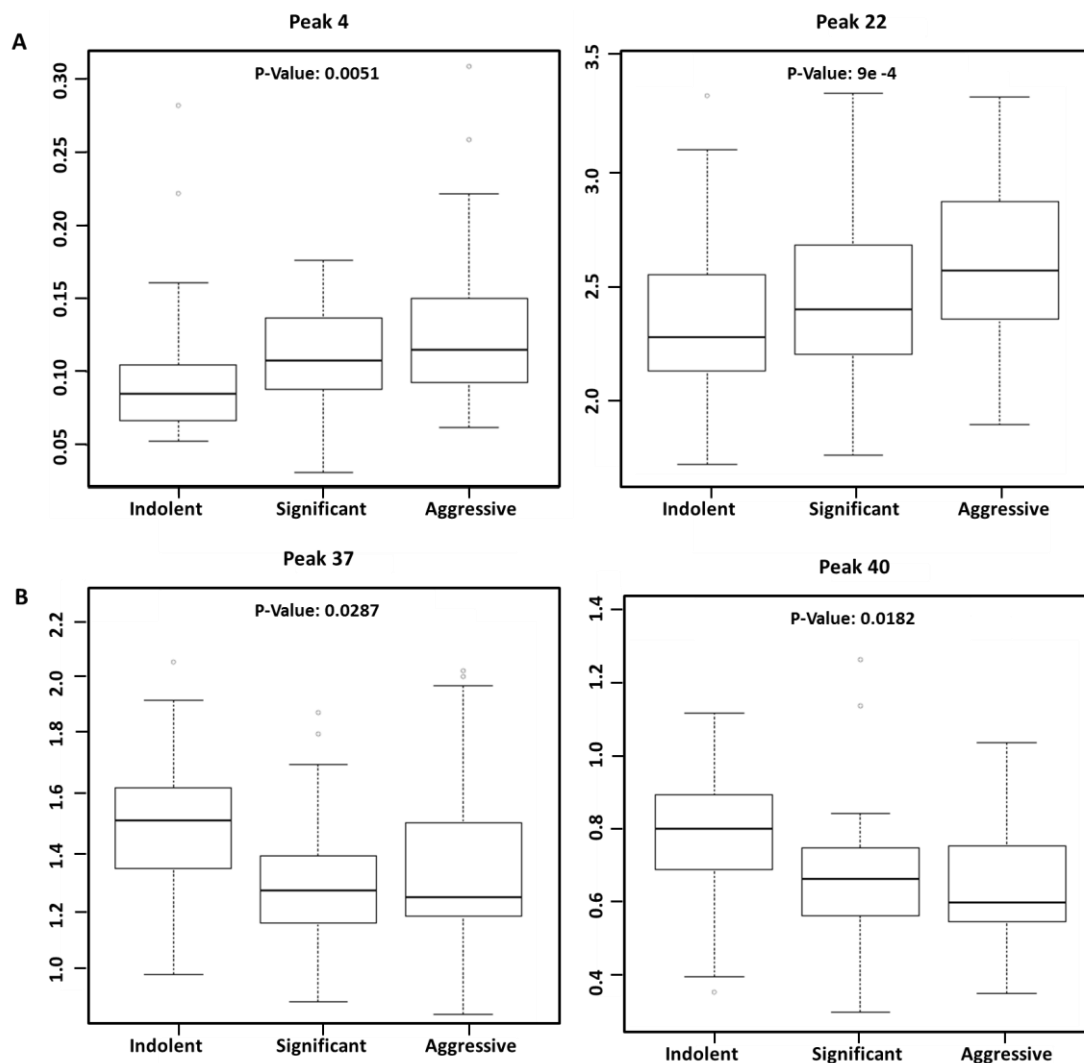 A
Peak 4
P-Value: 0.0051
0.30
0.25
0.20
0.15
0.10
0.05
Indolent Significant Aggressive
Peak 22
P-Value: 9e -4
3.5
3.0
2.5
2.0
Indolent Significant Aggressive
B
Peak 37
P-Value: 0.0287
2.2
2.0
1.8
1.6
1.4
1.2
1.0
Indolent Significant Aggressive
Peak 40
P-Value: 0.0182
1.4
1.2
1.0
0.8
0.6
0.4
Indolent Significant Aggressive